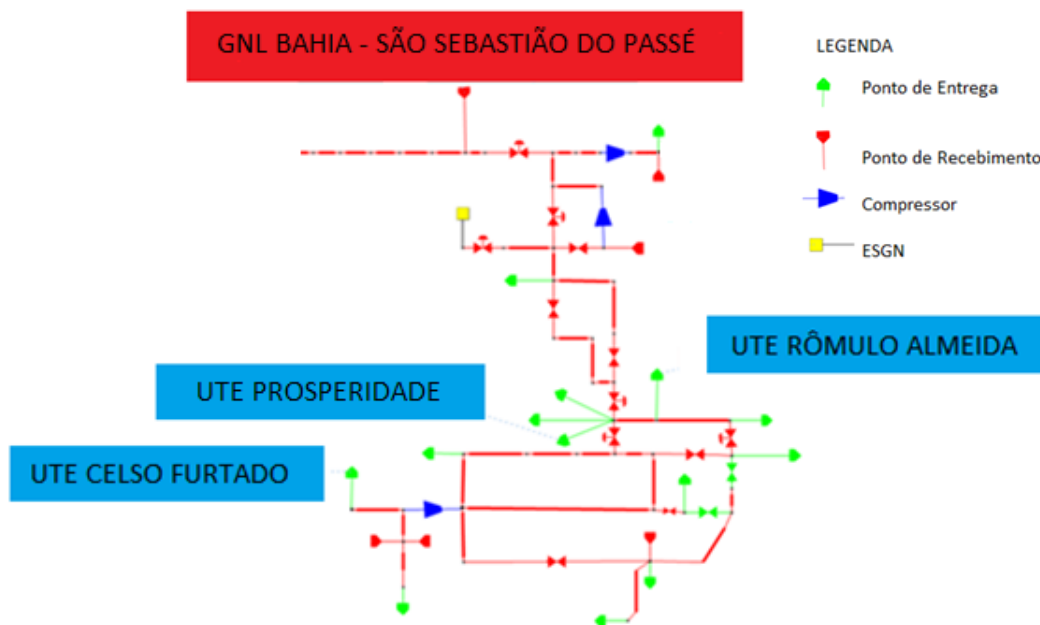 GNL BAHIA - SÃO SEBASTIÃO DO PASSÉ
LEGENDA
Ponto de Entrega
Ponto de Recebimento
Compressor
ESGN
UTE RÔMULO ALMEIDA
UTE PROSPERIDADE
UTE CELSO FURTADO